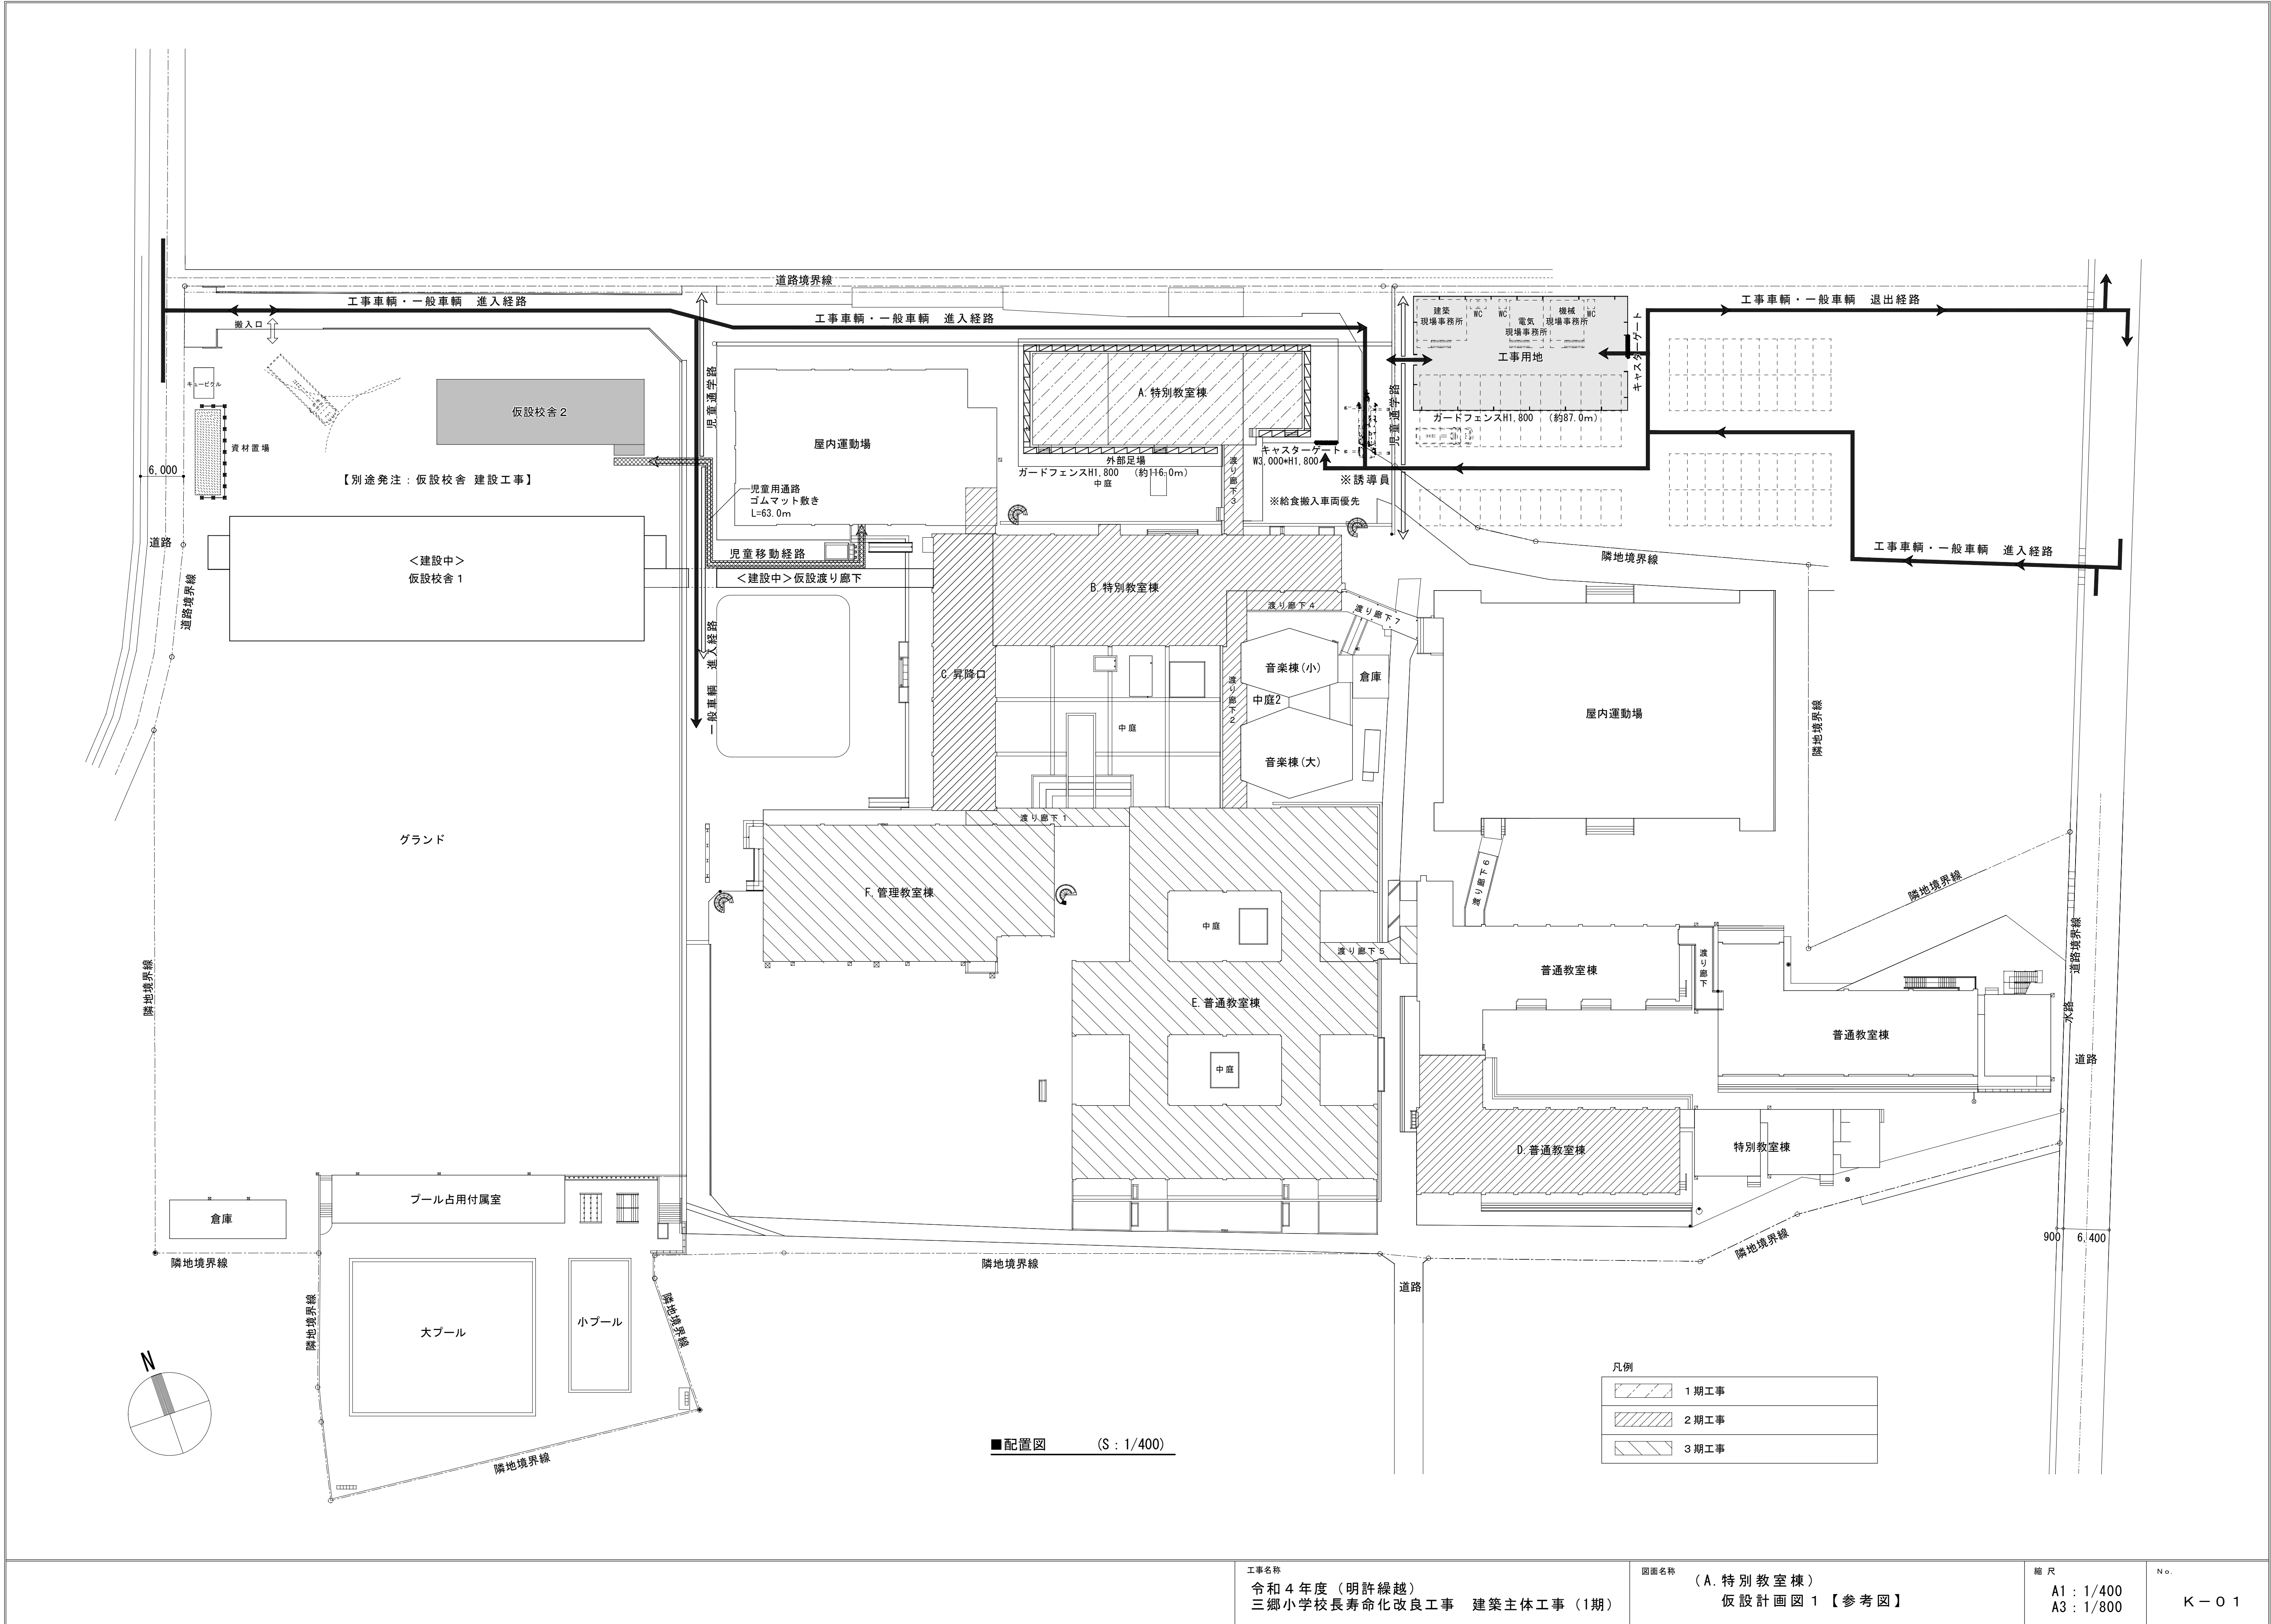 道路境界線
工事車輌・一般車輌　進入経路
搬入口
工事車輌・一般車輌　進入経路
工事車輌・一般車輌　退出経路
建築
現場事務所
WC
WC
電気
現場事務所
機械
現場事務所
WC
工事用地
キャスターゲート
ガードフェンスH1,800　（約87.0m）
児童通学路
児童通学路
キュービクル
資材置場
仮設校舎２
6,000
【別途発注：仮設校舎 建設工事】
屋内運動場
A.特別教室棟
外部足場
ガードフェンスH1,800　（約116.0m）
中庭
渡り廊下3
キャスターゲート
W3,000*H1,800
※誘導員
※給食搬入車両優先
児童用通路
ゴムマット敷き
L=63.0m
道路
道路境界線
＜建設中＞
仮設校舎１
児童移動経路
＜建設中＞仮設渡り廊下
一般車輌　進入経路
B.特別教室棟
渡り廊下4
渡り廊下7
隣地境界線
工事車輌・一般車輌　進入経路
C.昇降口
渡り廊下2
音楽棟(小)
倉庫
中庭2
音楽棟(大)
中庭
屋内運動場
隣地境界線
グランド
渡り廊下1
F.管理教室棟
中庭
渡り廊下5
渡り廊下6
隣地境界線
隣地境界線
普通教室棟
渡り廊下
E.普通教室棟
中庭
普通教室棟
道路境界線
水路
道路
D.普通教室棟
特別教室棟
900
6,400
倉庫
プール占用付属室
隣地境界線
隣地境界線
隣地境界線
道路
隣地境界線
隣地境界線
大プール
小プール
隣地境界線
隣地境界線
N
■配置図　　（S：1/400）
凡例
１期工事
２期工事
３期工事
工事名称
令和４年度（明許繰越）
三郷小学校長寿命化改良工事　建築主体工事（1期）
図面名称
（A.特別教室棟）
仮設計画図１【参考図】
縮 尺
A1：1/400
A3：1/800
No.
K－01